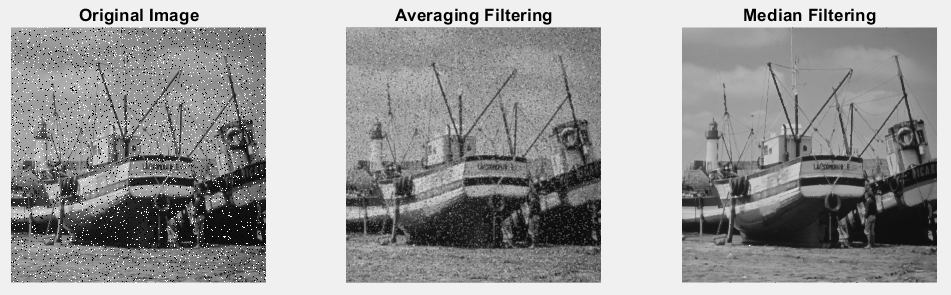 Original Image
Averaging Filtering
Median Filtering